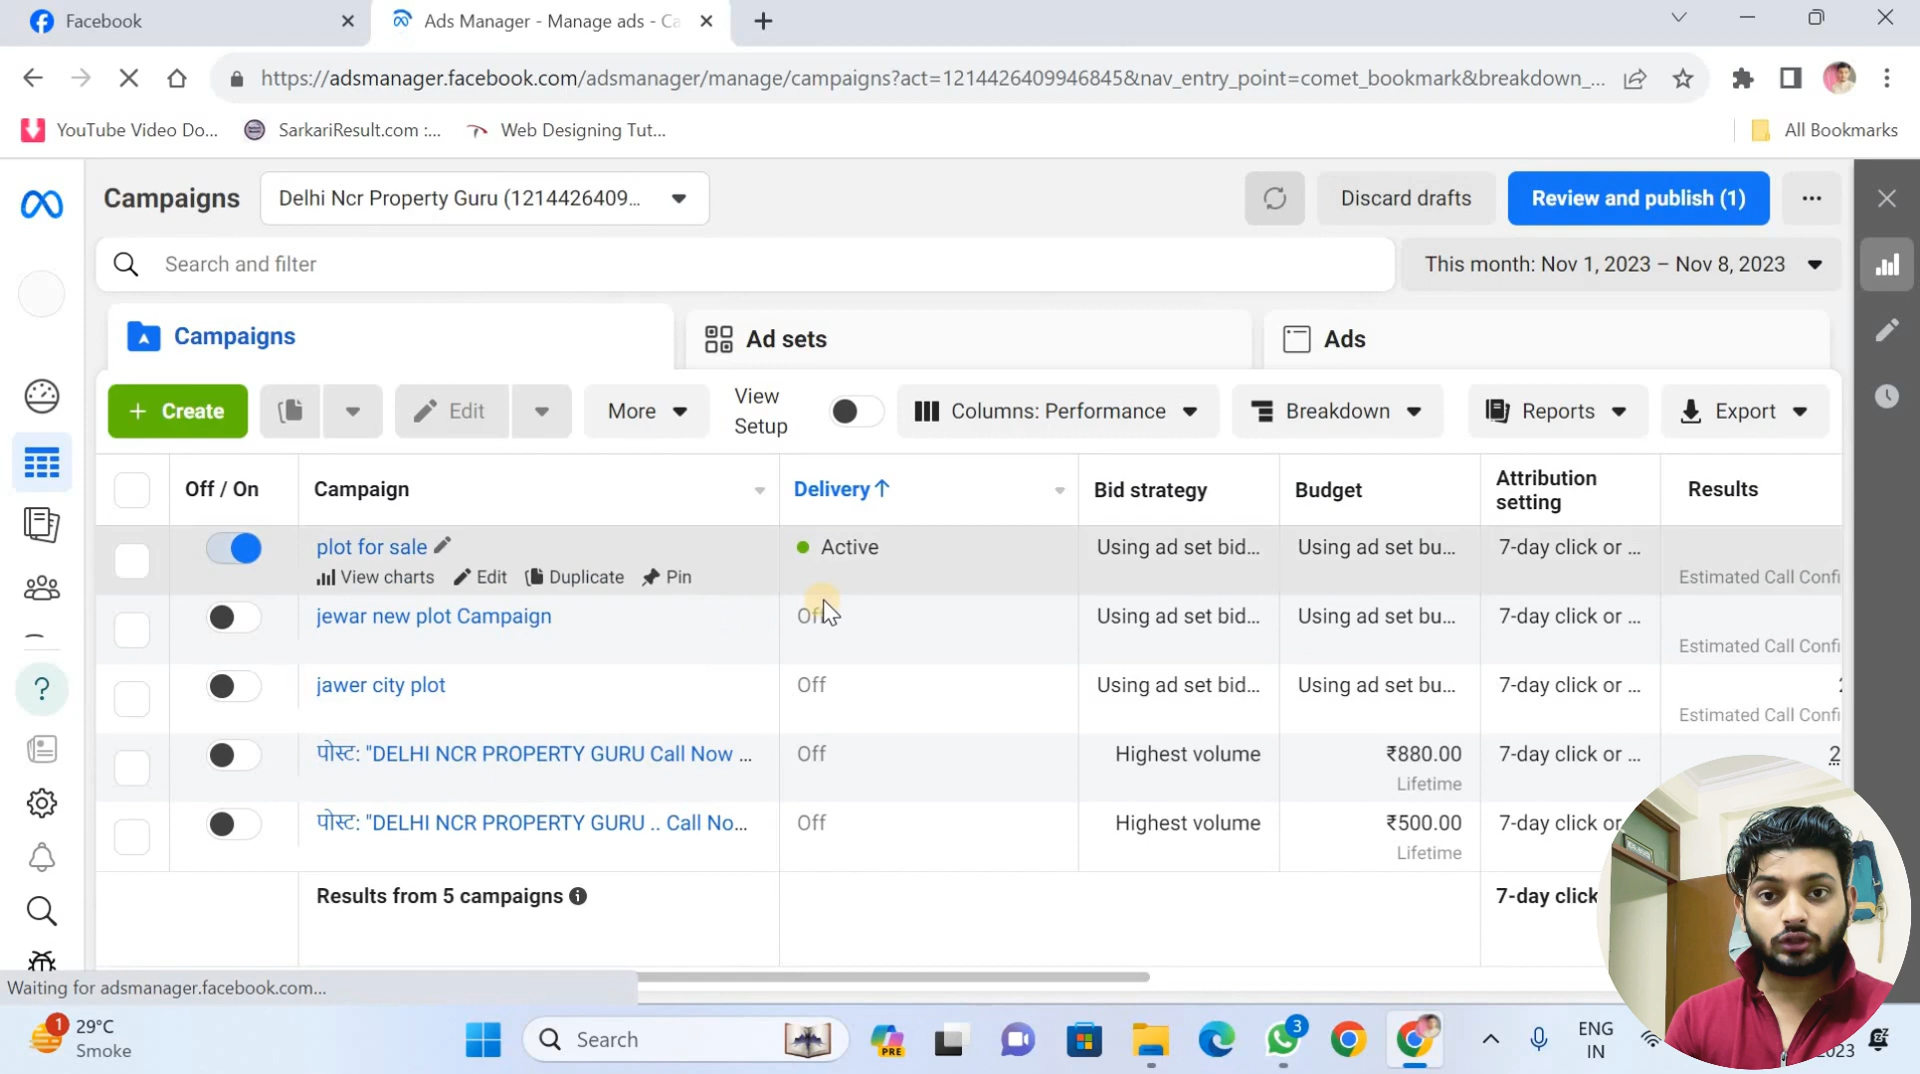 Facebook
Ads Manager - Manage ads - Ca
https://adsmanager.facebook.com/adsmanager/manage/campaigns?act=1214426409946845&nav_entry_point=comet_bookmark&breakdown_...
YouTube Video Do...
SarkariResult.com :...
Web Designing Tut...
All Bookmarks
Campaigns
Delhi Ncr Property Guru (1214426409...
Discard drafts
Review and publish (1)
Search and filter
This month: Nov 1, 2023 – Nov 8, 2023
Campaigns
Ad sets
Ads
+ Create
Edit
More
View Setup
Columns: Performance
Breakdown
Reports
Export
Off / On
Campaign
Delivery ↑
Bid strategy
Budget
Attribution setting
Results
plot for sale
Active
Using ad set bid...
Using ad set bu...
7-day click or ...
View charts
Edit
Duplicate
Pin
Estimated Call Confi
jewar new plot Campaign
Off
Using ad set bid...
Using ad set bu...
7-day click or ...
Estimated Call Confi
jawer city plot
Off
Using ad set bid...
Using ad set bu...
7-day click or ...
Estimated Call Confi
पोस्ट: "DELHI NCR PROPERTY GURU Call Now ...
Off
Highest volume
₹880.00
7-day click or ...
2
Lifetime
पोस्ट: "DELHI NCR PROPERTY GURU .. Call No...
Off
Highest volume
₹500.00
7-day click or
Lifetime
Results from 5 campaigns
7-day click
Waiting for adsmanager.facebook.com...
1
29°C
Smoke
Search
PRE
3
ENG
IN
2023